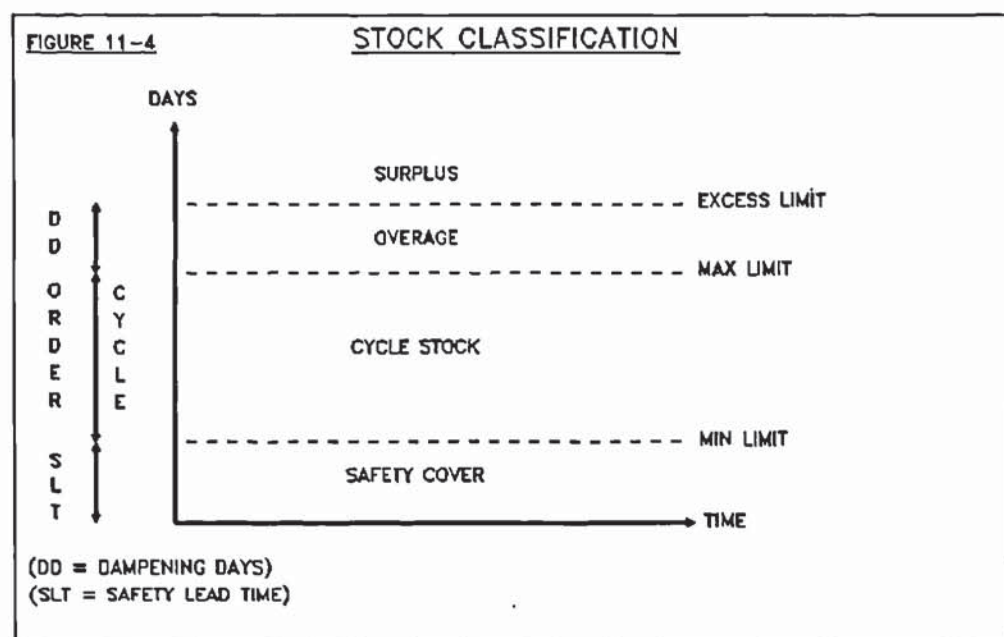 FIGURE 11-4
STOCK CLASSIFICATION
DAYS
SURPLUS
EXCESS LIMIT
DD
OVERAGE
MAX LIMIT
ORDER
CYCLE
CYCLE STOCK
MIN LIMIT
SLT
SAFETY COVER
TIME
(DD = DAMPENING DAYS)
(SLT = SAFETY LEAD TIME)